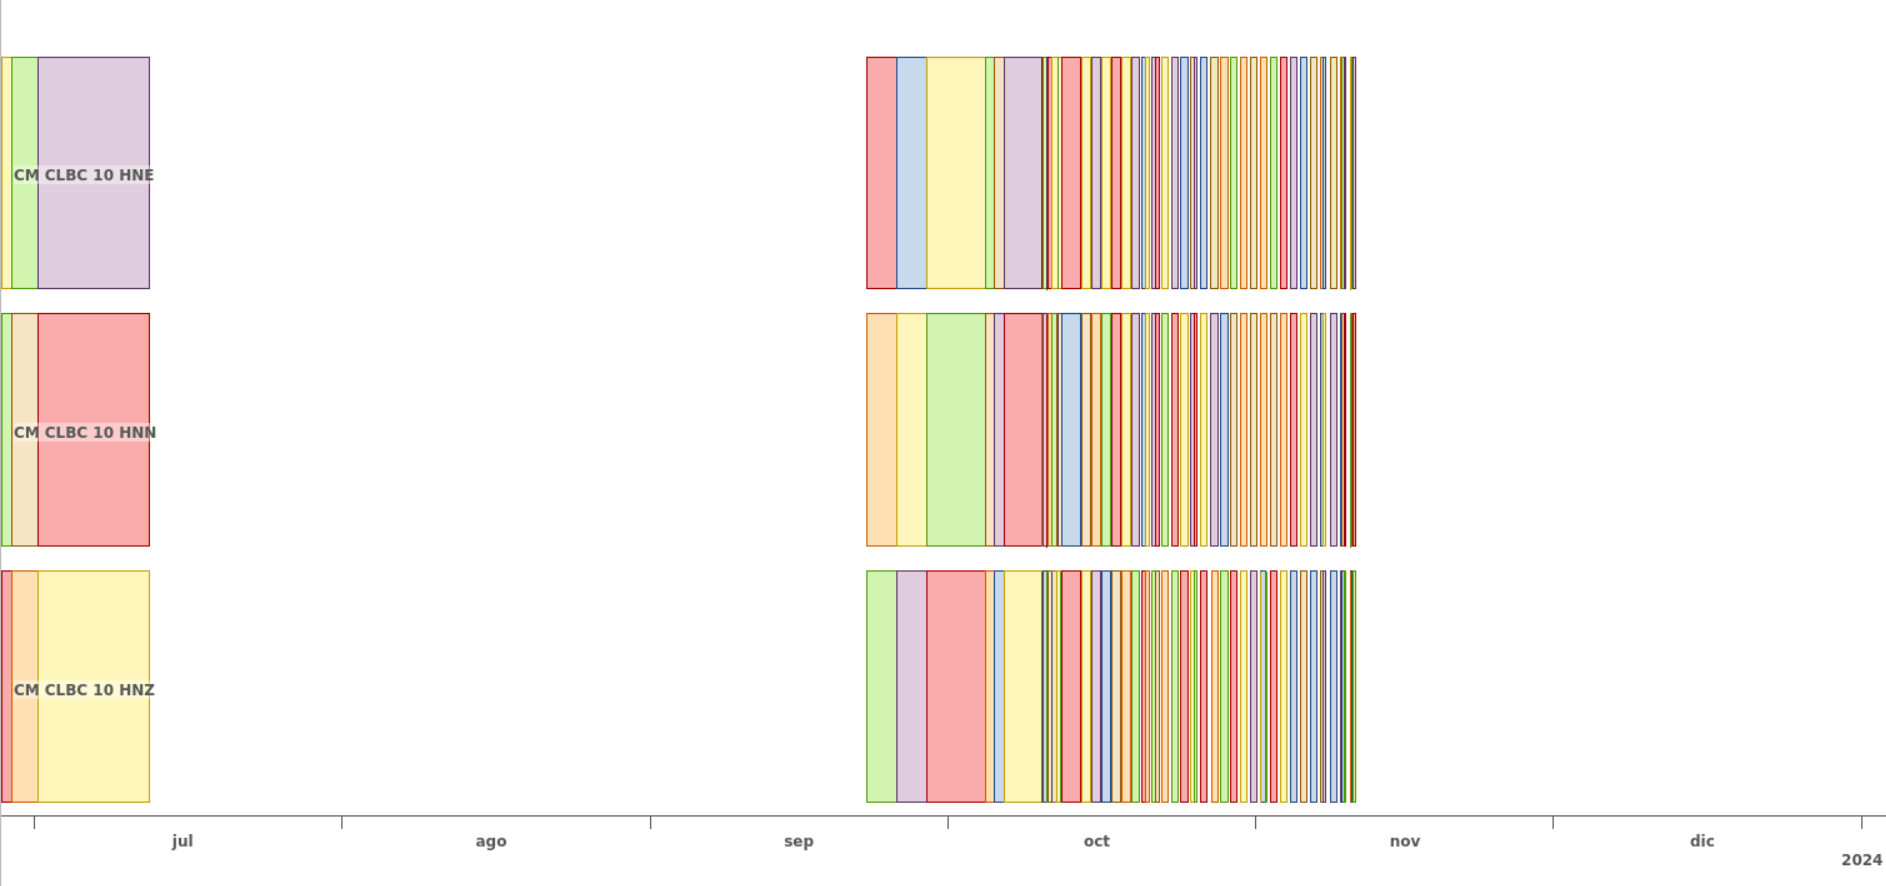 CM CLBC 10 HNE
CM CLBC 10 HNN
CM CLBC 10 HNZ
jul ago sep oct nov dic
2024